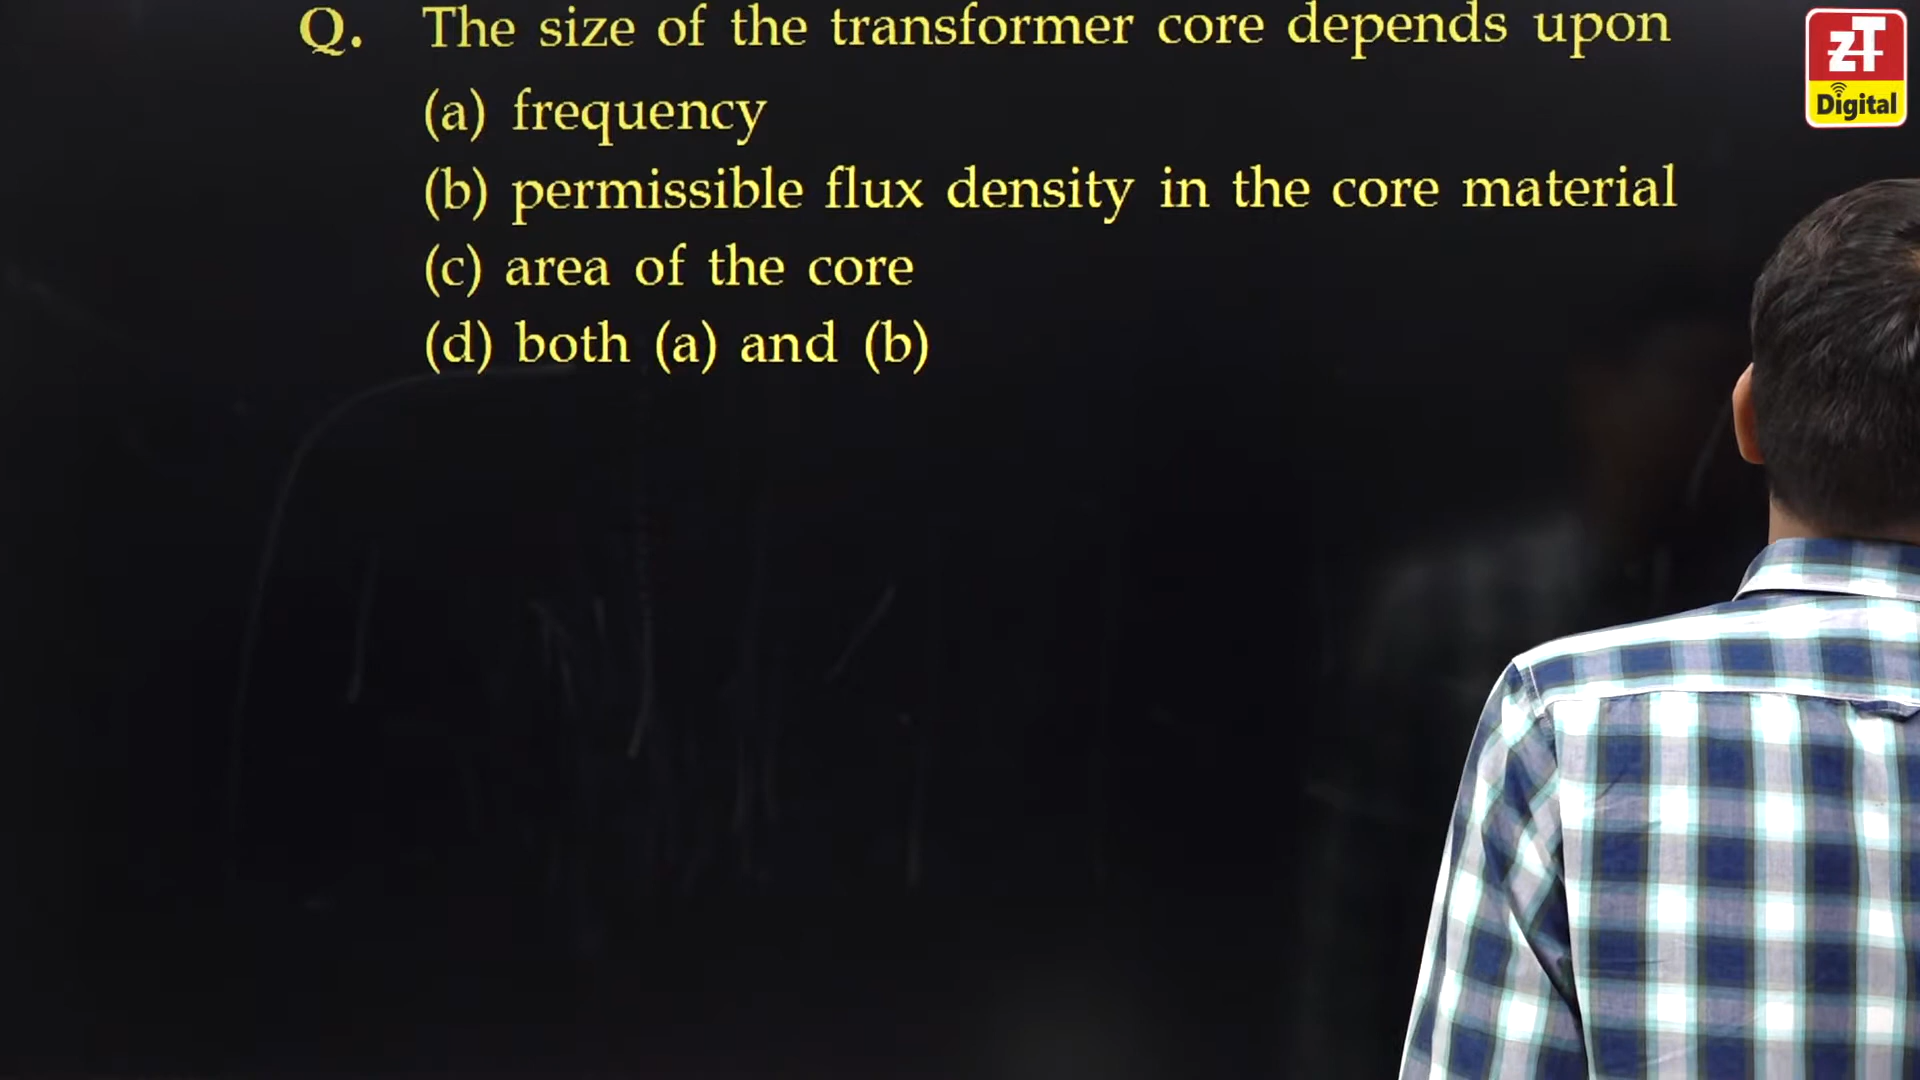 Q. The size of the transformer core depends upon
(a) frequency
(b) permissible flux density in the core material
(c) area of the core
(d) both (a) and (b)
ZT
Digital